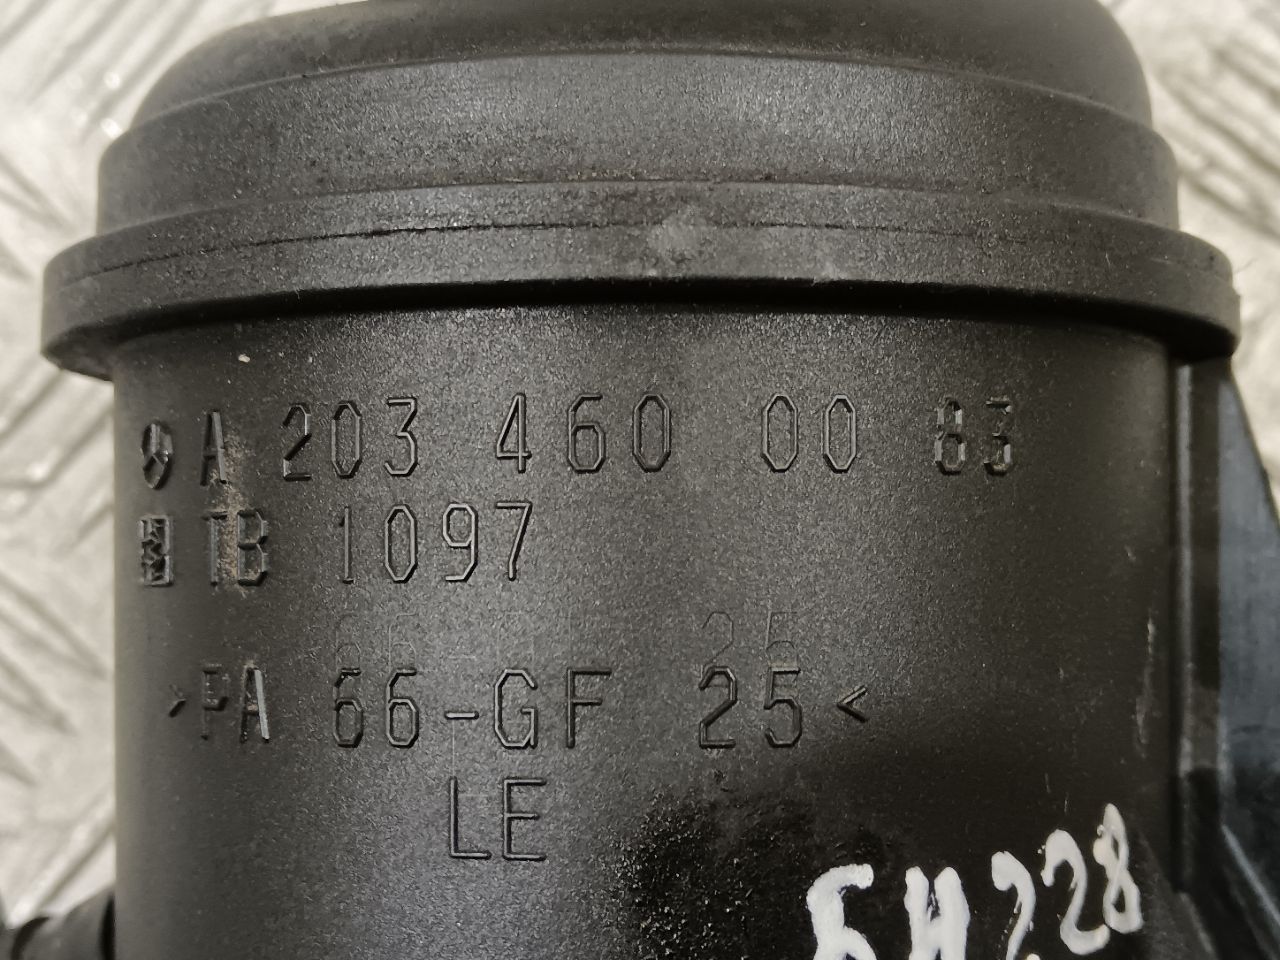 A 203 460 00 83
TB 1097
>PA 66-GF 25<
LE
БН228